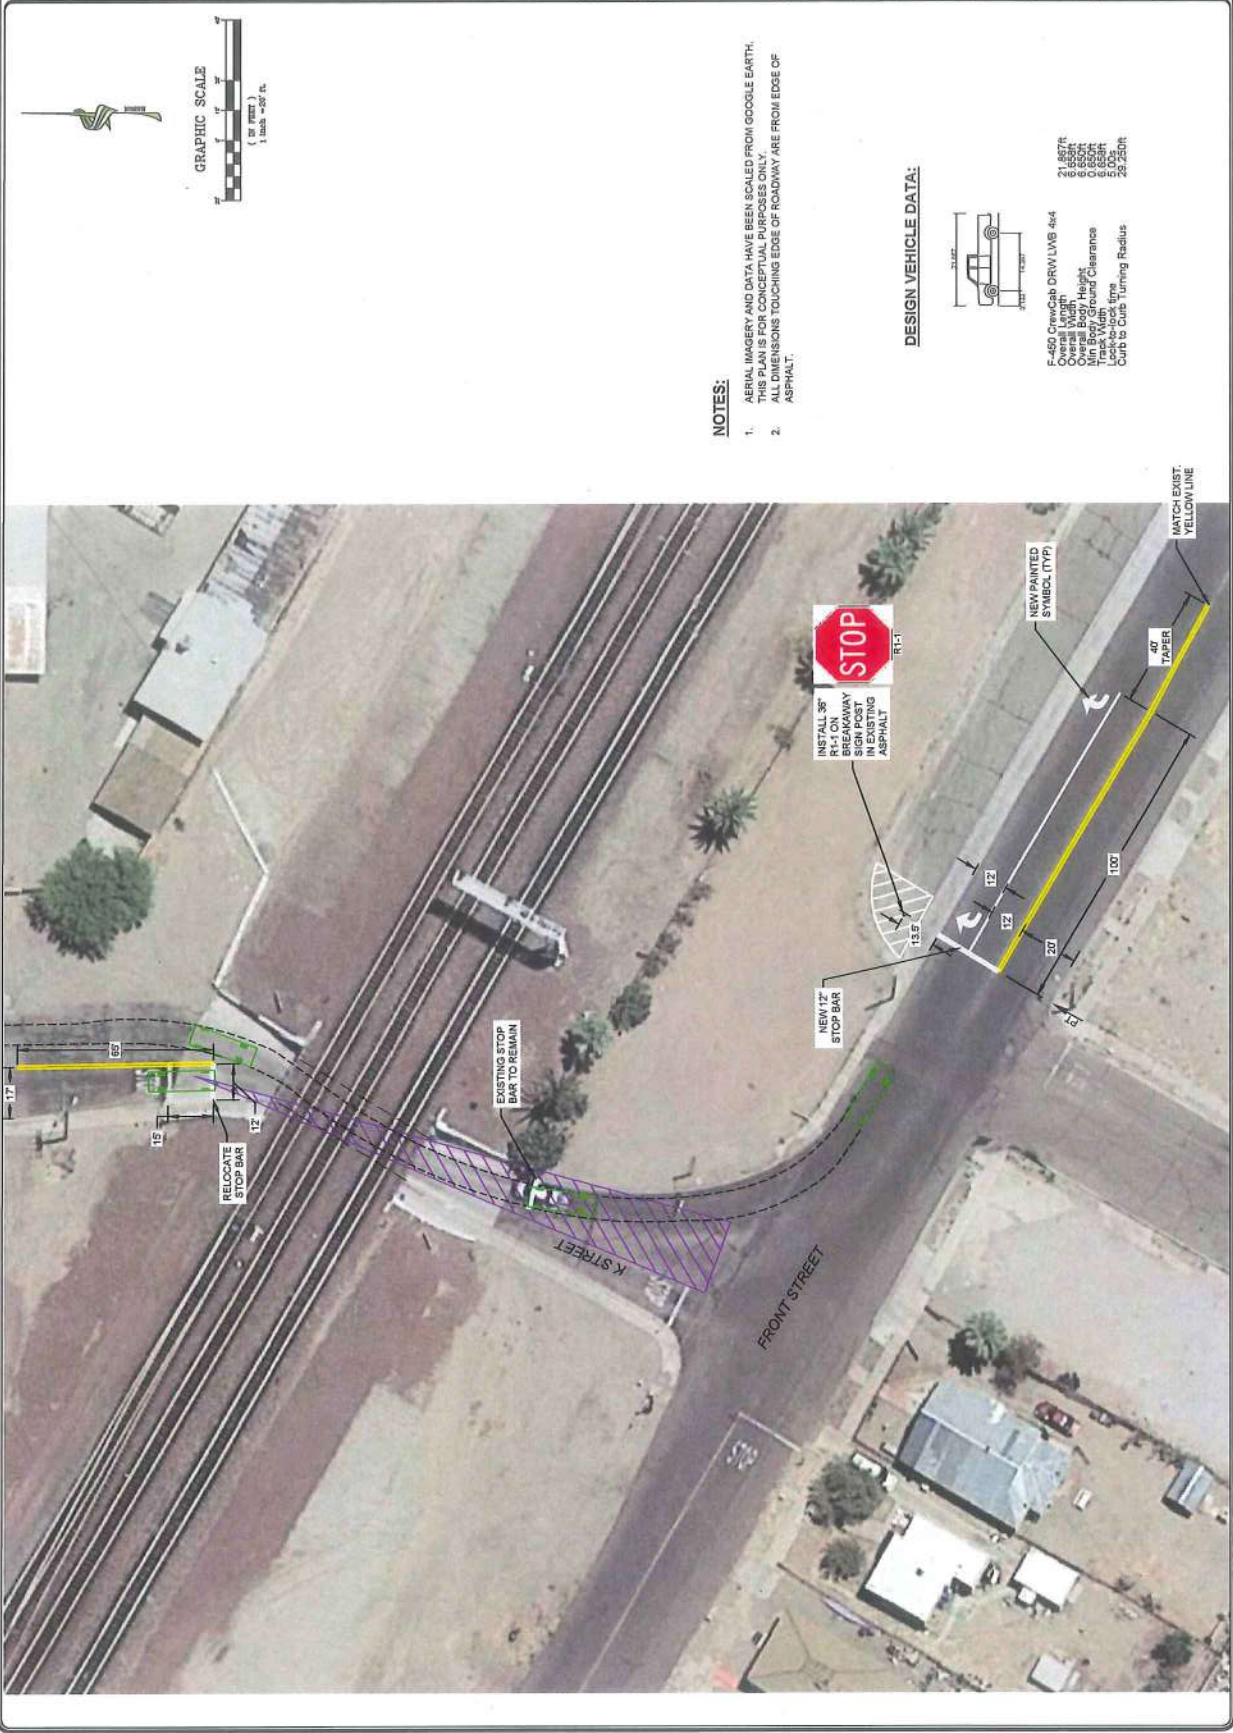 GRAPHIC SCALE
( IN FEET )
1 inch = 20' ft.
NOTES:
1. AERIAL IMAGERY AND DATA HAVE BEEN SCALED FROM GOOGLE EARTH.
THIS PLAN IS FOR CONCEPTUAL PURPOSES ONLY.
2. ALL DIMENSIONS TOUCHING EDGE OF ROADWAY ARE FROM EDGE OF
ASPHALT.
DESIGN VEHICLE DATA:
21.867
F-450 CrewCab DRW LWB 4x4
Overall Length 21.867ft
Overall Width 6.658ft
Overall Body Height 6.650ft
Min Body Ground Clearance 0.650ft
Track Width 6.658ft
Lock-to-lock time 5.00s
Curb to Curb Turning Radius 29.250ft
17'
65'
15'
12'
RELOCATE
STOP BAR
EXISTING STOP
BAR TO REMAIN
K STREET
FRONT STREET
STOP
NEW 12"
STOP BAR
13.5'
INSTALL 36"
R1-1 ON
BREAKAWAY
SIGN POST
IN EXISTING
ASPHALT
STOP
R1-1
12'
12'
20'
PT
100'
NEW PAINTED
SYMBOL (TYP)
40'
TAPER
MATCH EXIST.
YELLOW LINE